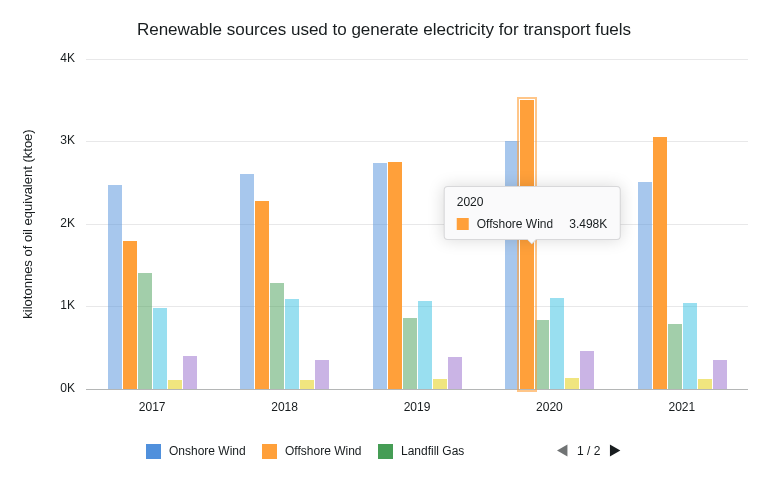 Renewable sources used to generate electricity for transport fuels
kilotonnes of oil equivalent (ktoe)
4K
3K
2K
1K
0K
2020
Offshore Wind 3.498K
2017 2018 2019 2020 2021
Onshore Wind Offshore Wind Landfill Gas 1 / 2